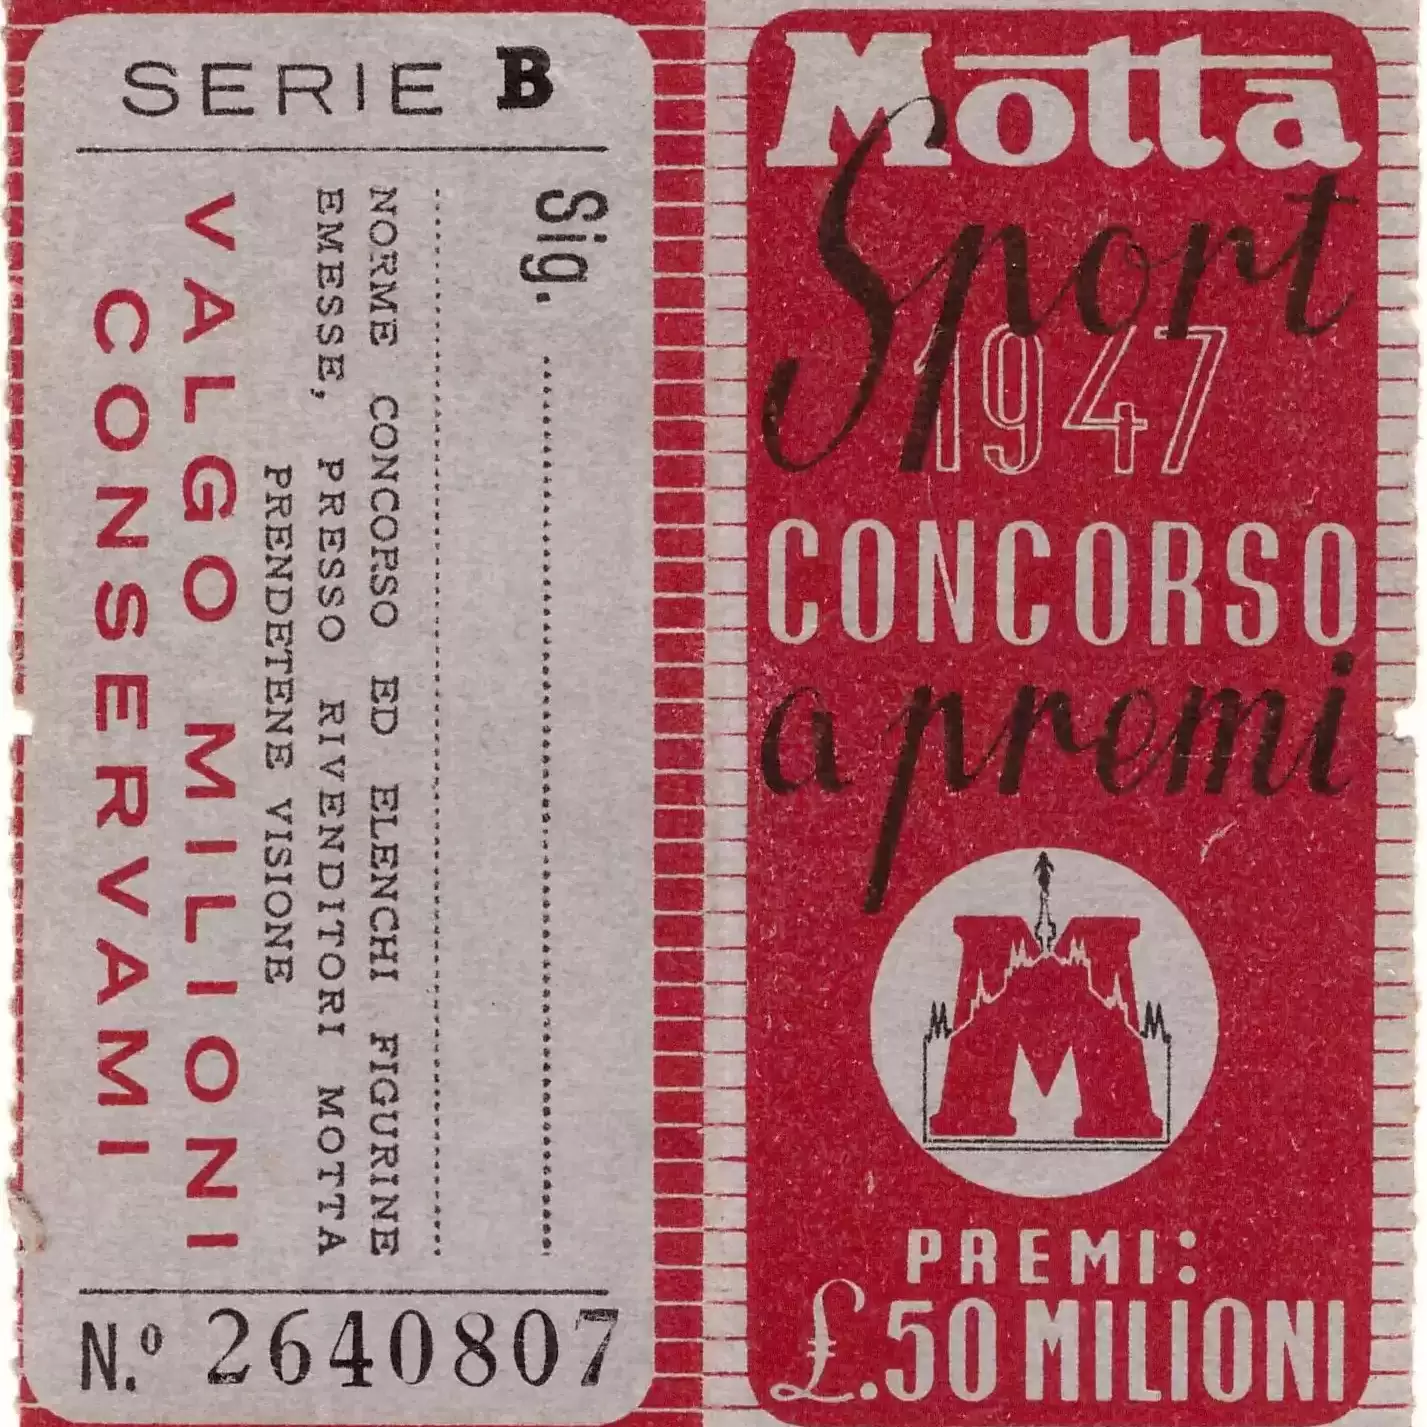 SERIE B
Sig.
NORME CONCORSO ED ELENCHI FIGURINE
EMESSE, PRESSO RIVENDITORI MOTTA
PRENDETENE VISIONE
VALGO MILIONI
CONSERVAMI
N.º 2640807
Motta
Sport
1947
CONCORSO
a premi
M
PREMI:
£.50 MILIONI